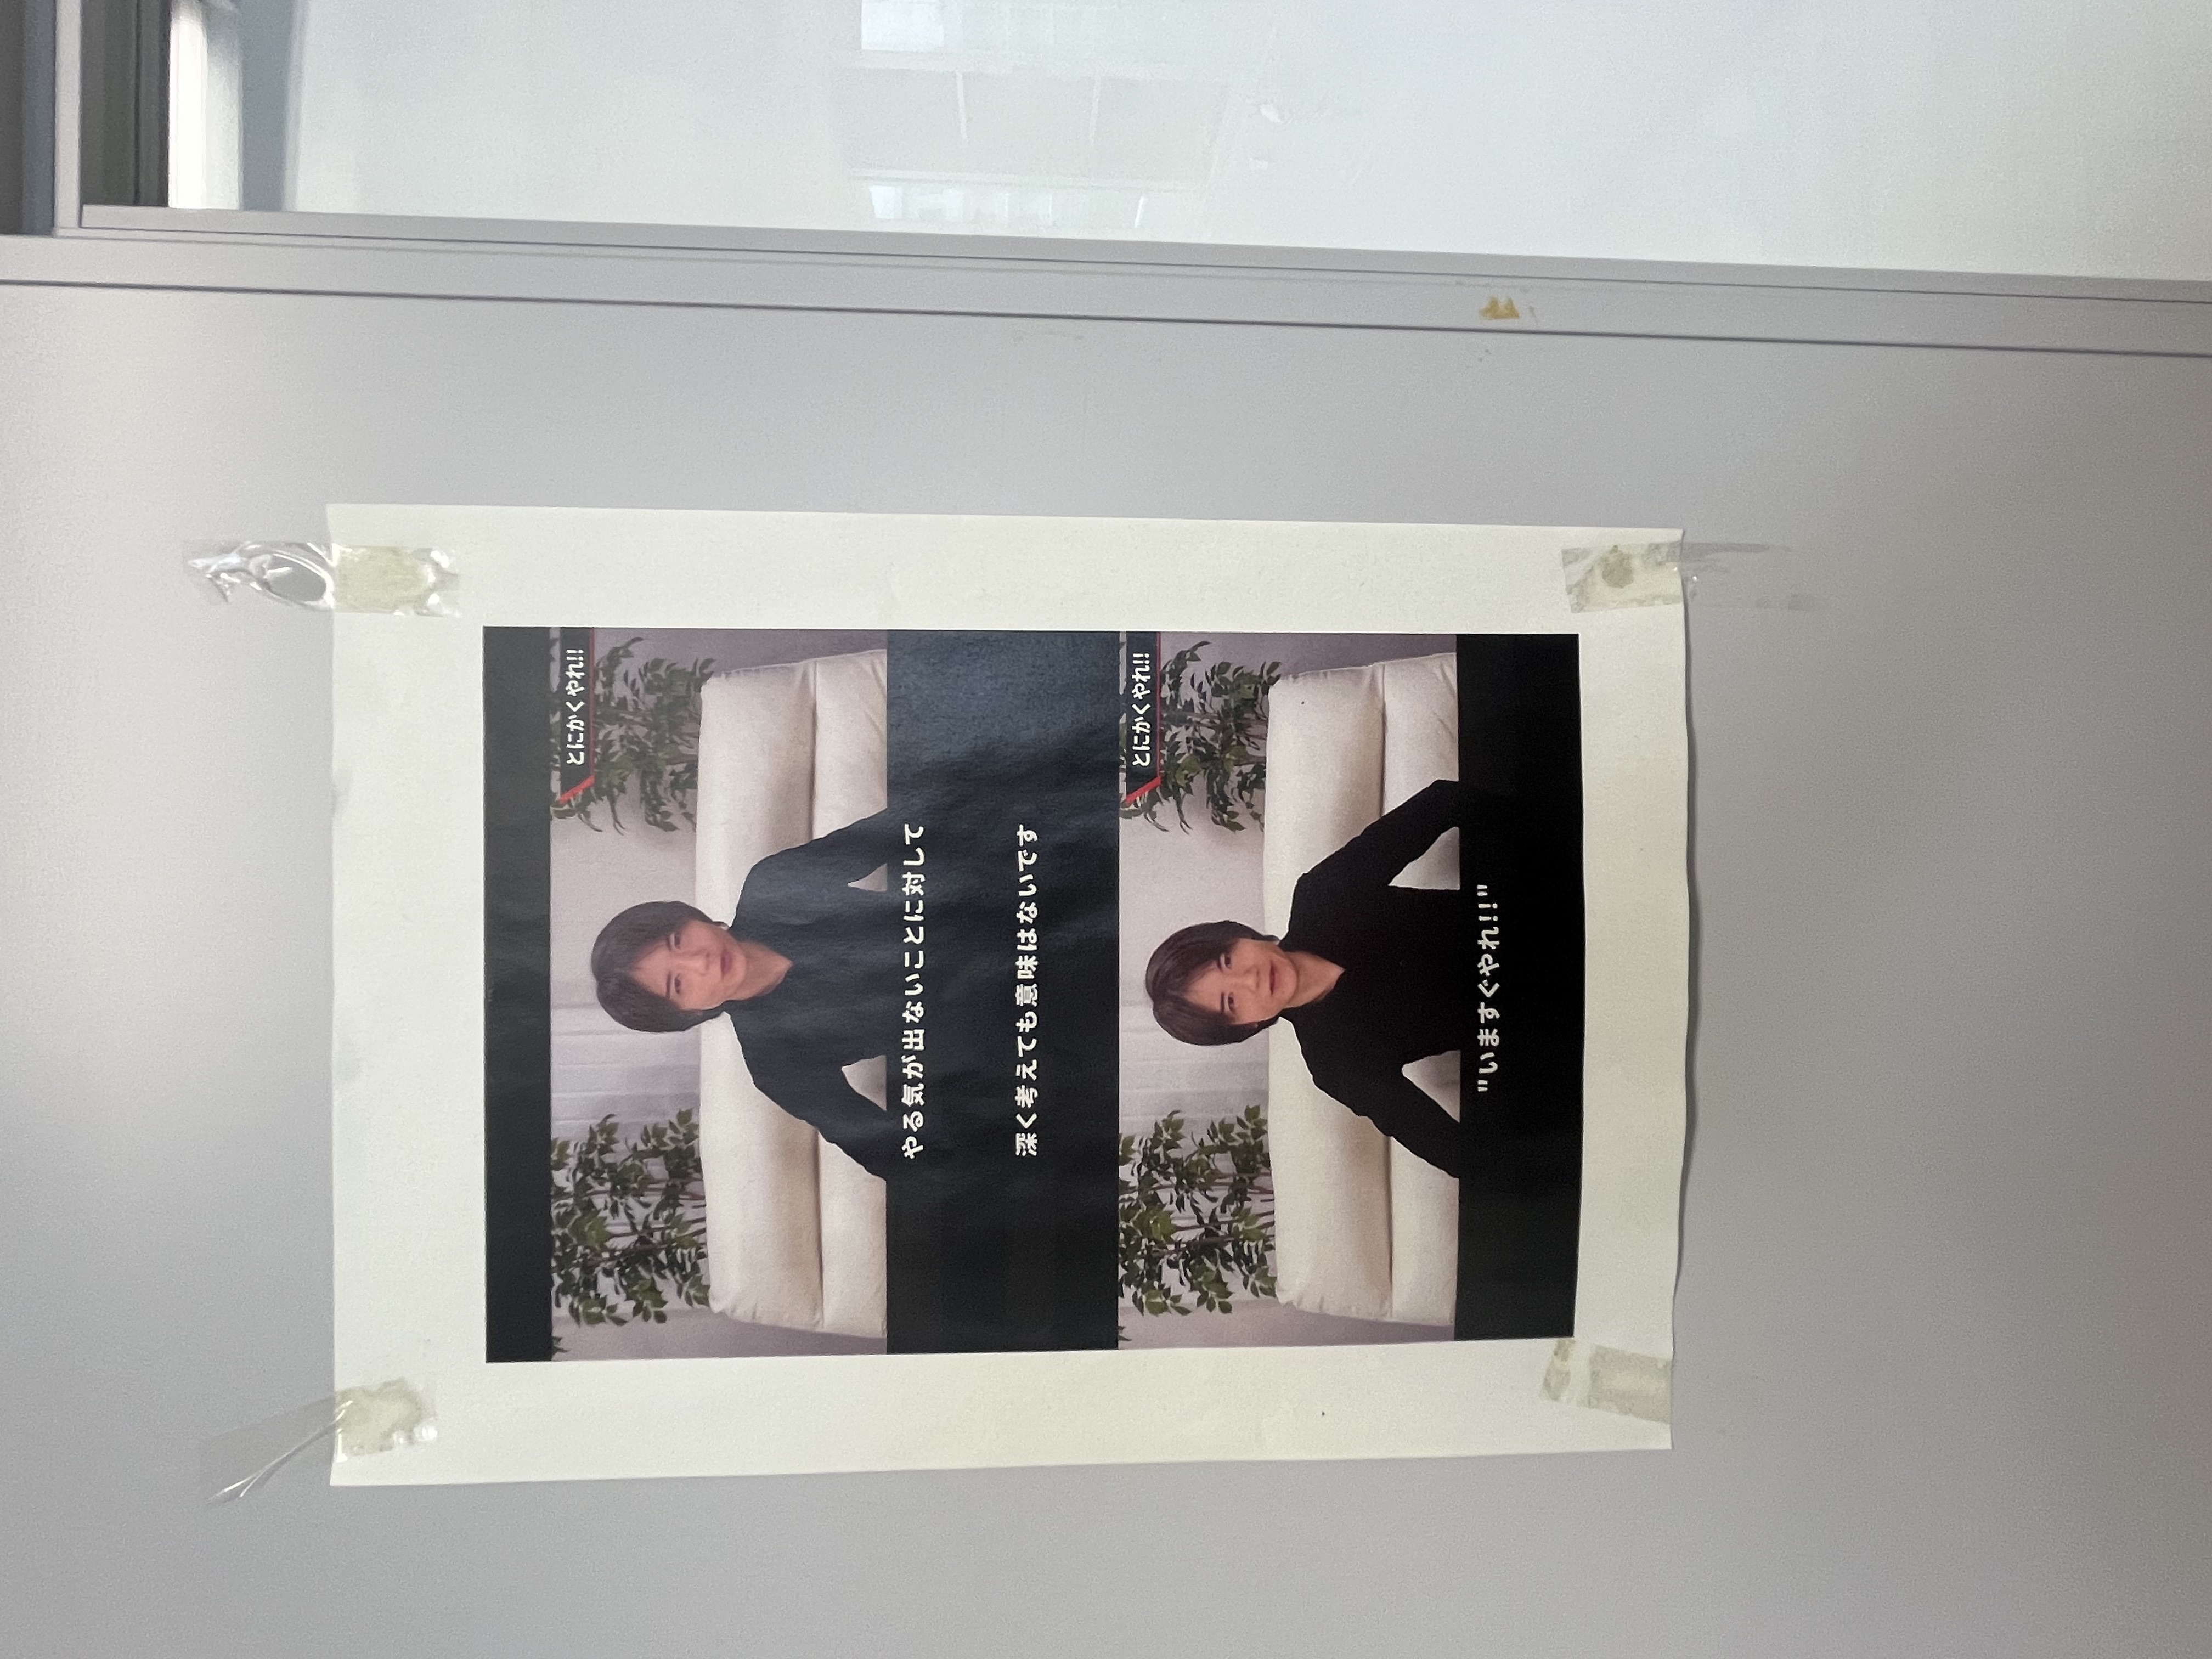 とにかくやれ!!
やる気が出ないことに対して
深く考えても意味はないです
とにかくやれ!!
"いますぐやれ!!"